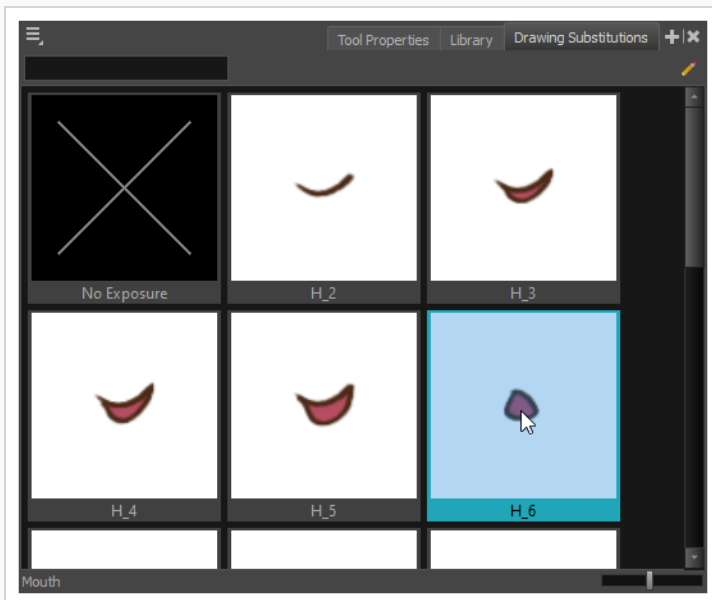 Tool Properties Library Drawing Substitutions
No Exposure H_2 H_3
H_4 H_5 H_6
Mouth